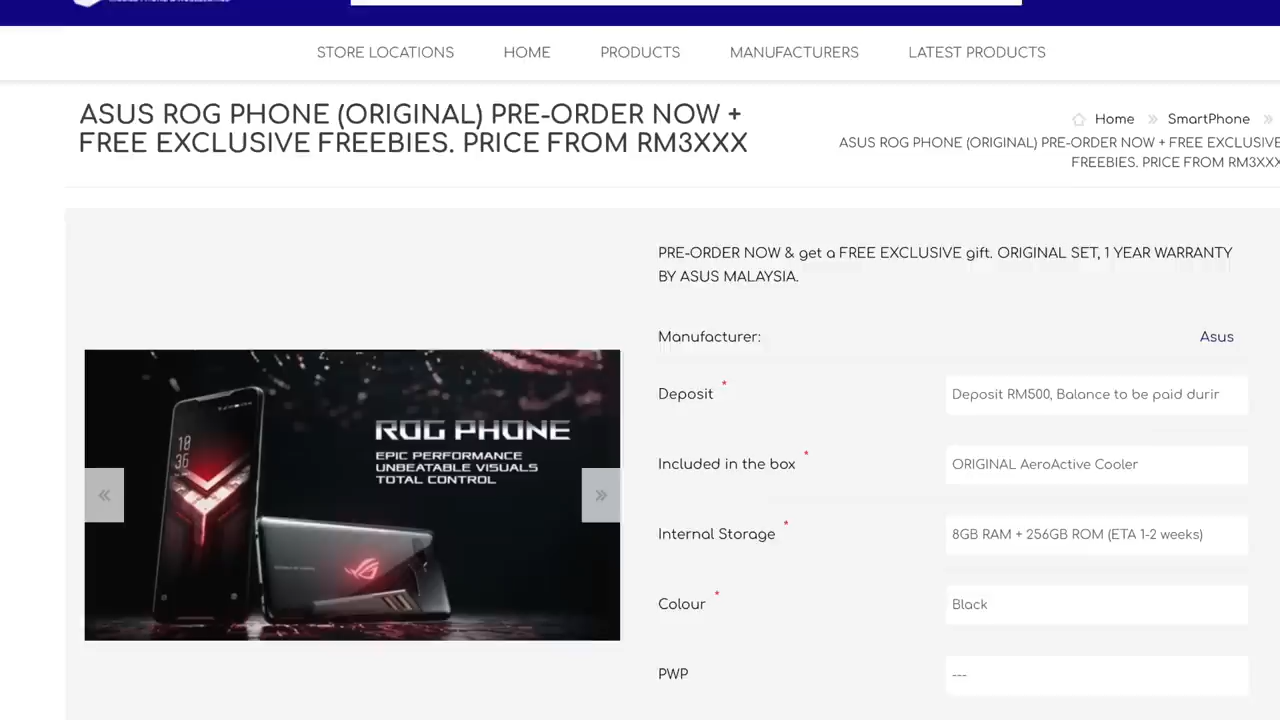 STORE LOCATIONS HOME PRODUCTS MANUFACTURERS LATEST PRODUCTS
ASUS ROG PHONE (ORIGINAL) PRE-ORDER NOW +
FREE EXCLUSIVE FREEBIES. PRICE FROM RM3XXX
Home » SmartPhone »
ASUS ROG PHONE (ORIGINAL) PRE-ORDER NOW + FREE EXCLUSIVE
FREEBIES. PRICE FROM RM3XXX
PRE-ORDER NOW & get a FREE EXCLUSIVE gift. ORIGINAL SET, 1 YEAR WARRANTY
BY ASUS MALAYSIA.
Manufacturer: Asus
Deposit * Deposit RM500, Balance to be paid durir
Included in the box * ORIGINAL AeroActive Cooler
Internal Storage * 8GB RAM + 256GB ROM (ETA 1-2 weeks)
Colour * Black
PWP ---
ROG PHONE
EPIC PERFORMANCE
UNBEATABLE VISUALS
TOTAL CONTROL
10
36